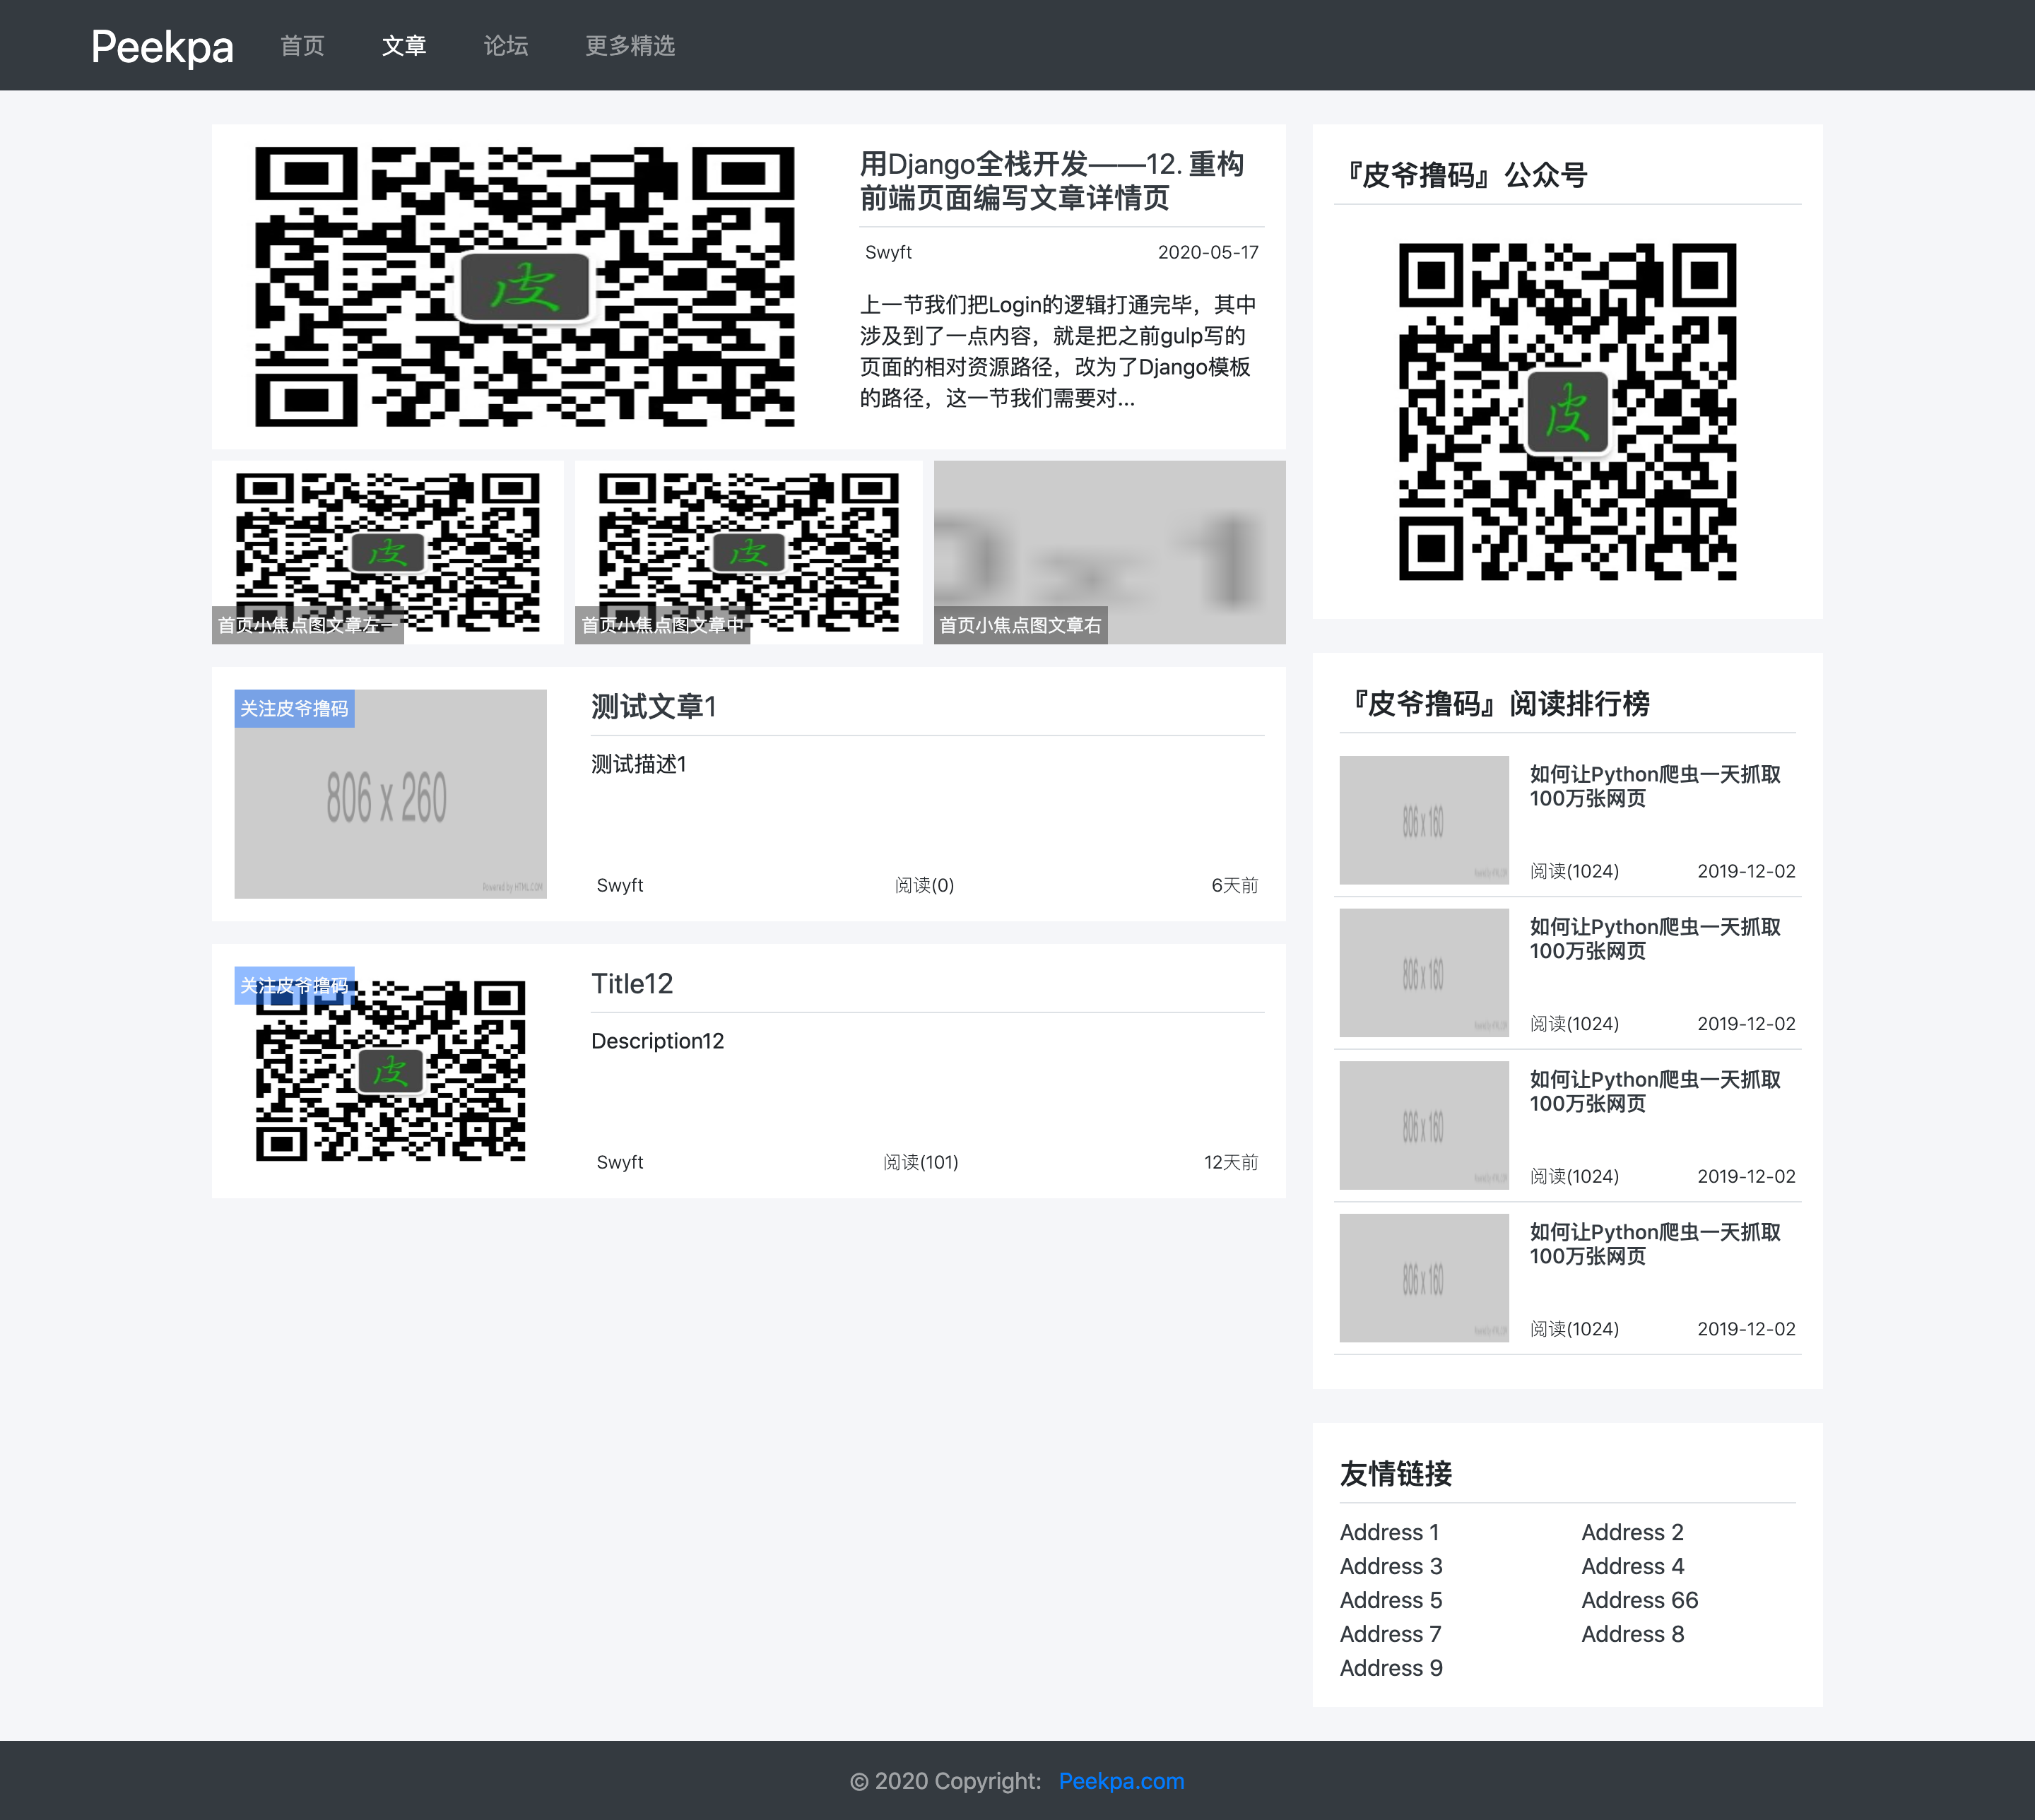 Peekpa 首页 文章 论坛 更多精选
用Django全栈开发——12. 重构
前端页面编写文章详情页
Swyft 2020-05-17
上一节我们把Login的逻辑打通完毕，其中
涉及到了一点内容，就是把之前gulp写的
页面的相对资源路径，改为了Django模板
的路径，这一节我们需要对...
皮
皮
首页小焦点图文章左一
皮
首页小焦点图文章中
0 x 1
首页小焦点图文章右
关注皮爷撸码
806 x 260
Powered by HTML.COM
测试文章1
测试描述1
Swyft 阅读(0) 6天前
关注皮爷撸码
皮
Title12
Description12
Swyft 阅读(101) 12天前
『皮爷撸码』公众号
皮
『皮爷撸码』阅读排行榜
806 x 160
如何让Python爬虫一天抓取
100万张网页
阅读(1024) 2019-12-02
806 x 160
如何让Python爬虫一天抓取
100万张网页
阅读(1024) 2019-12-02
806 x 160
如何让Python爬虫一天抓取
100万张网页
阅读(1024) 2019-12-02
806 x 160
如何让Python爬虫一天抓取
100万张网页
阅读(1024) 2019-12-02
友情链接
Address 1 Address 2
Address 3 Address 4
Address 5 Address 66
Address 7 Address 8
Address 9
© 2020 Copyright: Peekpa.com